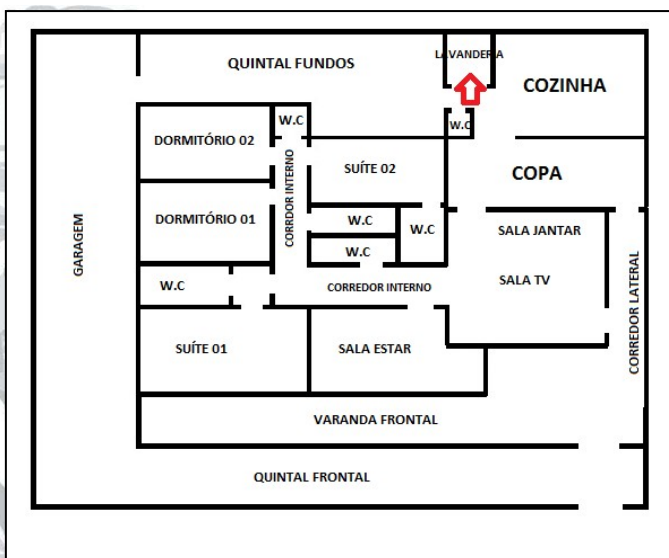 LAVANDERIA
QUINTAL FUNDOS
COZINHA
W.C
W.C
DORMITÓRIO 02
SUÍTE 02
COPA
CORRDOR INTERNO
W.C
DORMITÓRIO 01
W.C
SALA JANTAR
GARAGEM
W.C
SALA TV
W.C
CORREDOR INTERNO
CORREDOR LATERAL
SUÍTE 01
SALA ESTAR
VARANDA FRONTAL
QUINTAL FRONTAL